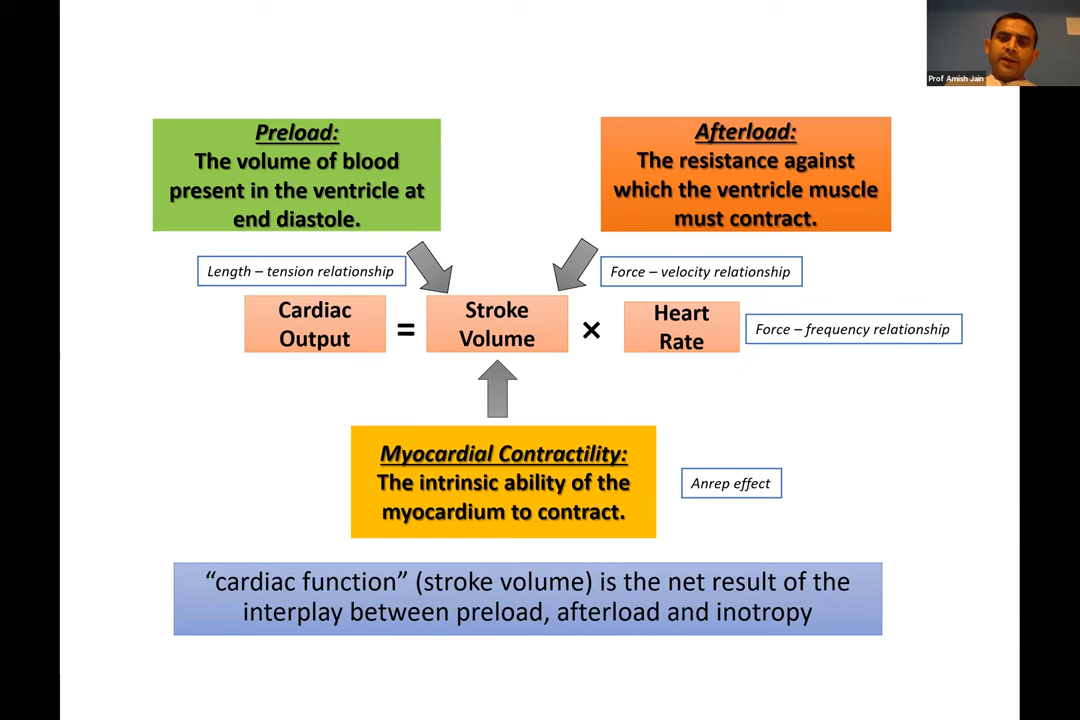 Prof Amish Jain
Preload:
The volume of blood
present in the ventricle at
end diastole.
Afterload:
The resistance against
which the ventricle muscle
must contract.
Length – tension relationship
Force – velocity relationship
Cardiac
Output
=
Stroke
Volume
×
Heart
Rate
Force – frequency relationship
Myocardial Contractility:
The intrinsic ability of the
myocardium to contract.
Anrep effect
“cardiac function” (stroke volume) is the net result of the
interplay between preload, afterload and inotropy